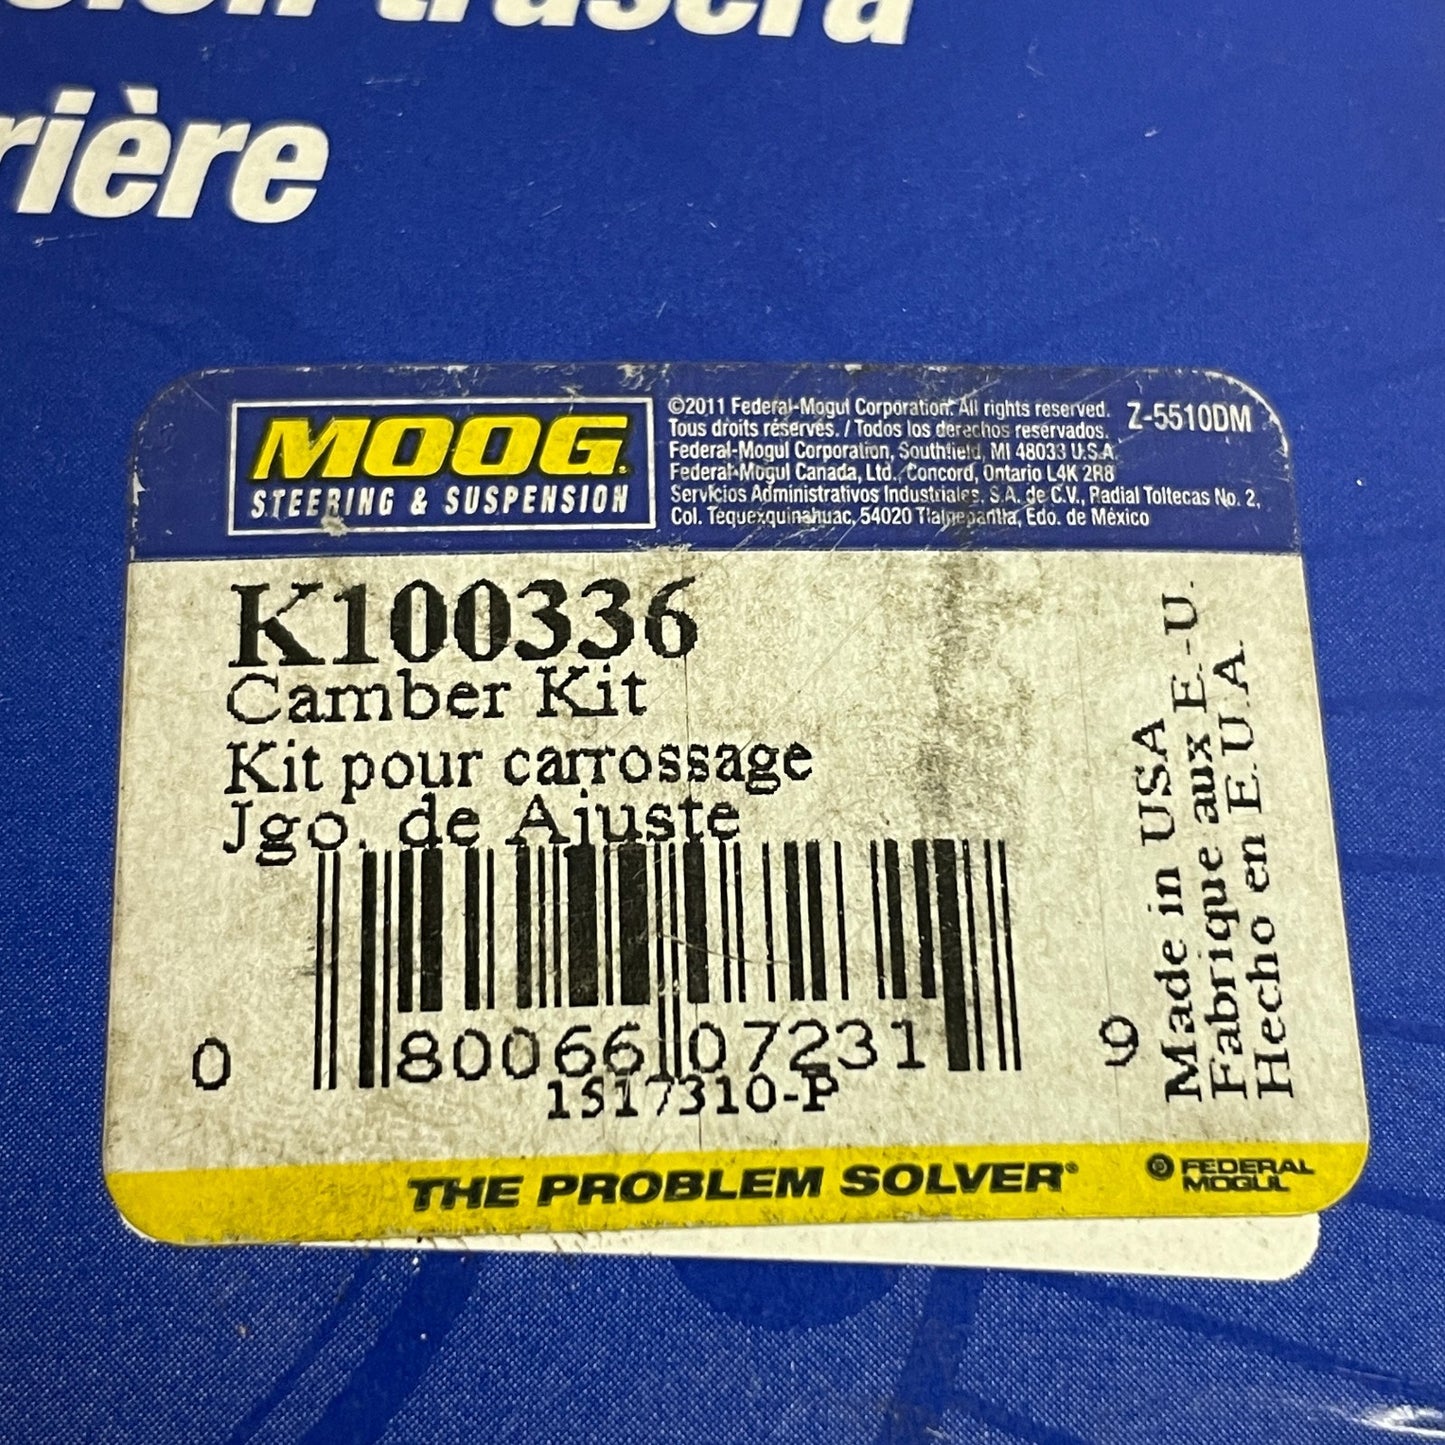 trasera
rière
MOOG
STEERING & SUSPENSION
©2011 Federal-Mogul Corporation. All rights reserved.
Tous droits réservés. / Todos los derechos reservados.
Federal-Mogul Corporation, Southfield, MI 48033 U.S.A.
Federal-Mogul Canada, Ltd., Concord, Ontario L4K 2R8
Servicios Administrativos Industriales, S.A. de C.V., Radial Toltecas No. 2,
Col. Tequexquinahuac, 54020 Tlalnepantla, Edo. de México
Z-5510DM
K100336
Camber Kit
Kit pour carrossage
Jgo. de Ajuste
0 80066 07231 9
1517310-P
Made in USA
Fabrique aux E.-U.
Hecho en E.U.A.
THE PROBLEM SOLVER®
FEDERAL
MOGUL